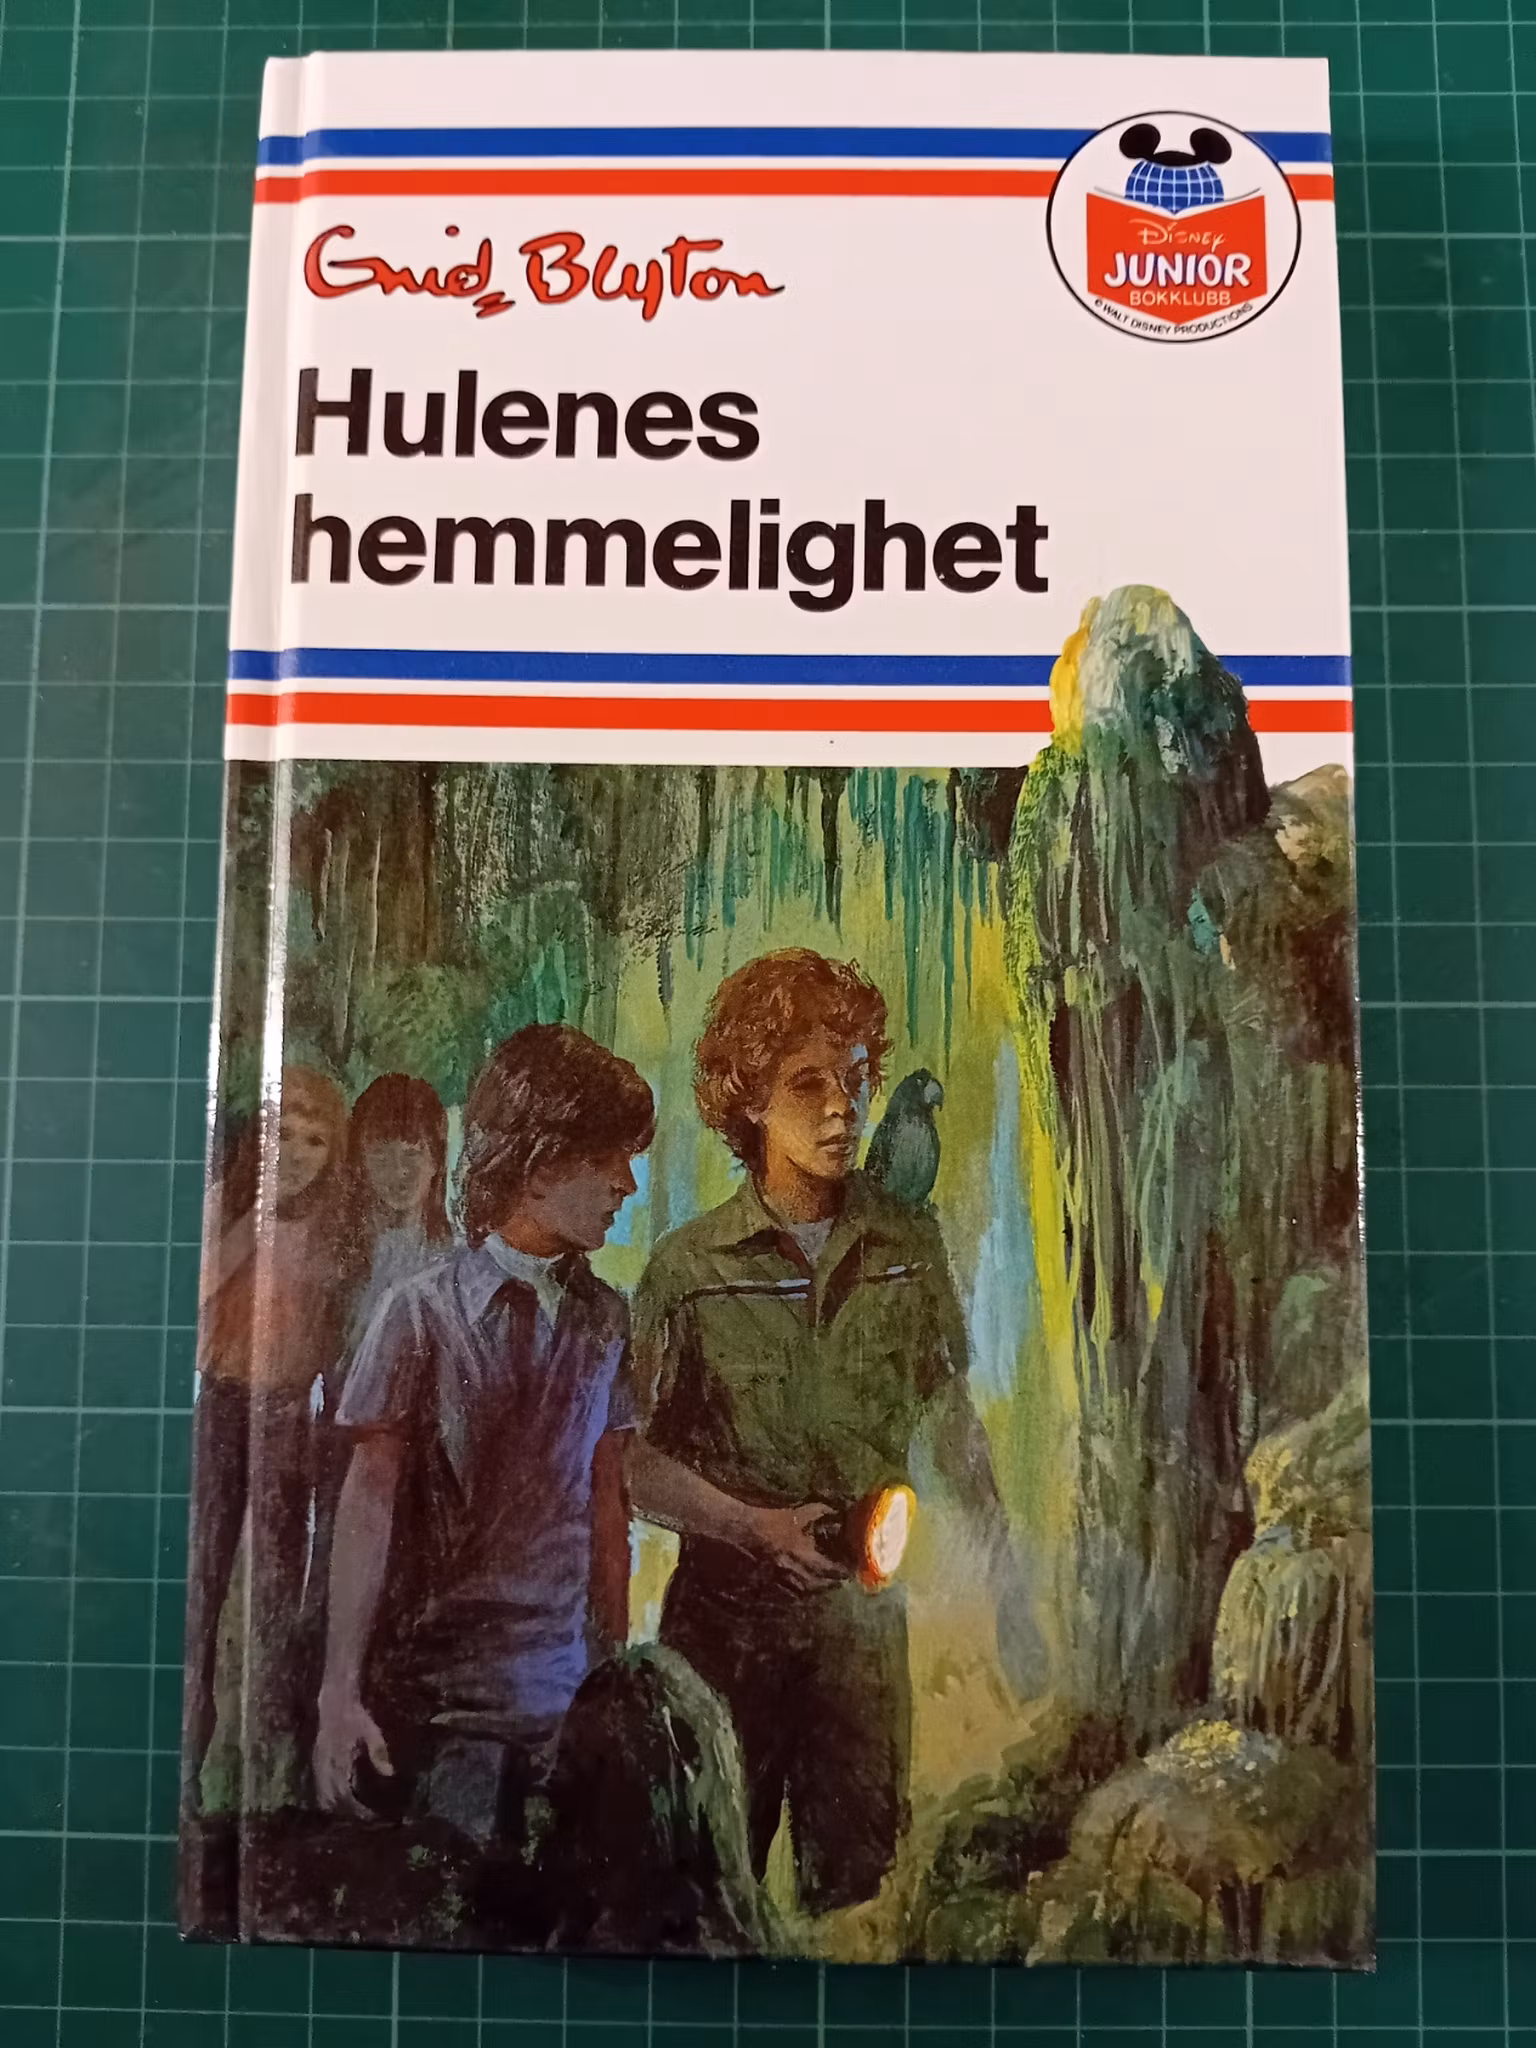 Enid Blyton
Hulenes
hemmelighet
Disney
JUNIOR
BOKKLUBB
© WALT DISNEY PRODUCTIONS